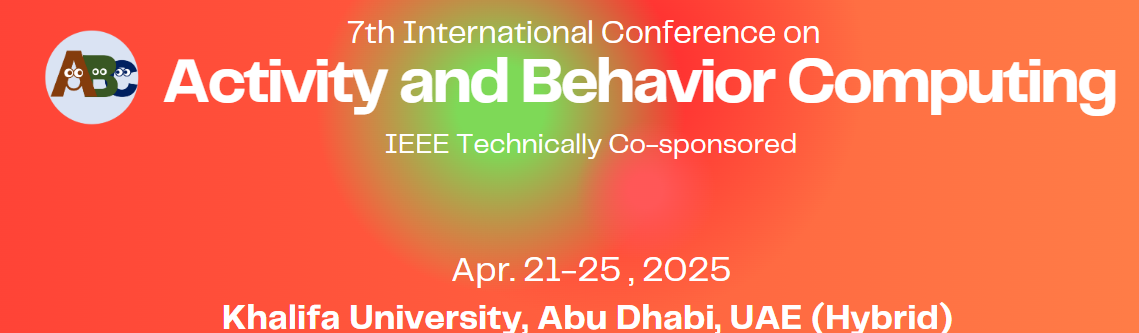 7th International Conference on
ABC
Activity and Behavior Computing
IEEE Technically Co-sponsored
Apr. 21-25 , 2025
Khalifa University, Abu Dhabi, UAE (Hybrid)